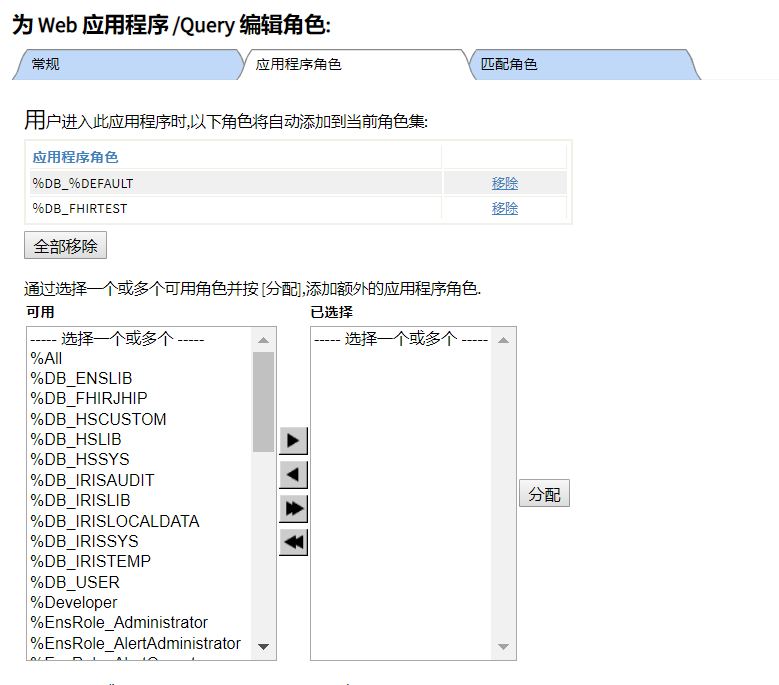 为 Web 应用程序 /Query 编辑角色:
常规
应用程序角色
匹配角色
用户进入此应用程序时,以下角色将自动添加到当前角色集:
应用程序角色
%DB_%DEFAULT 移除
%DB_FHIRTEST 移除
全部移除
通过选择一个或多个可用角色并按 [分配],添加额外的应用程序角色.
可用
已选择
----- 选择一个或多个 -----
%All
%DB_ENSLIB
%DB_FHIRJHIP
%DB_HSCUSTOM
%DB_HSLIB
%DB_HSSYS
%DB_IRISAUDIT
%DB_IRISLIB
%DB_IRISLOCALDATA
%DB_IRISSYS
%DB_IRISTEMP
%DB_USER
%Developer
%EnsRole_Administrator
%EnsRole_AlertAdministrator
----- 选择一个或多个 -----
分配